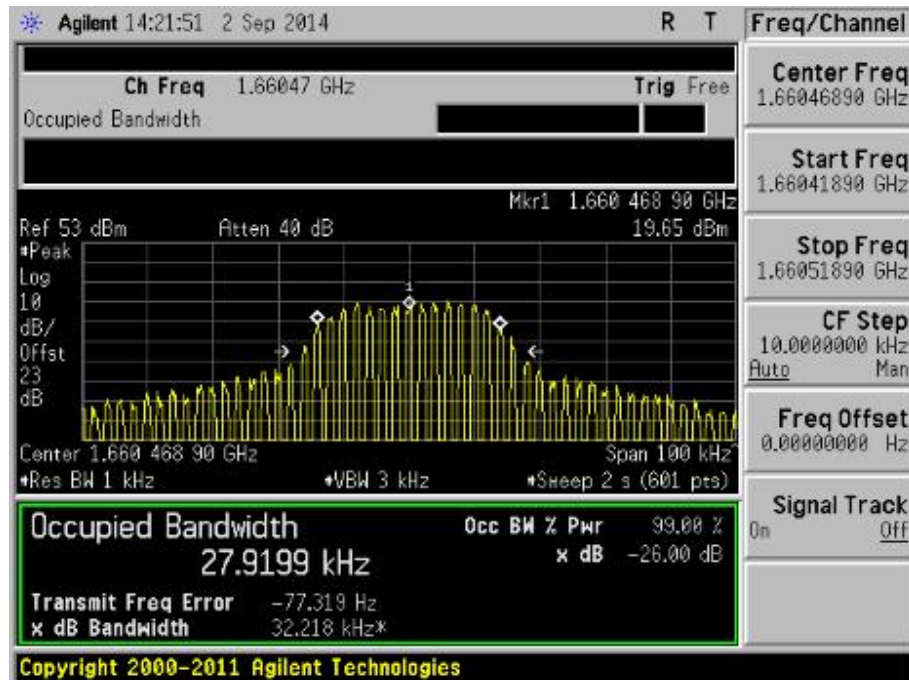 Agilent 14:21:51 2 Sep 2014 R T
Freq/Channel
Ch Freq 1.66047 GHz Trig Free
Occupied Bandwidth
Center Freq
1.66046890 GHz
Start Freq
1.66041890 GHz
Stop Freq
1.66051890 GHz
CF Step
10.0000000 kHz
Auto Man
Freq Offset
0.00000000 Hz
Signal Track
On Off
Mkr1 1.660 468 90 GHz
Ref 53 dBm Atten 40 dB 19.65 dBm
#Peak
Log
10
dB/
Offst
23
dB
1
Center 1.660 468 90 GHz Span 100 kHz^
#Res BW 1 kHz #VBW 3 kHz #Sweep 2 s (601 pts)
Occupied Bandwidth Occ BW % Pwr 99.00 %
27.9199 kHz x dB -26.00 dB
Transmit Freq Error -77.319 Hz
x dB Bandwidth 32.218 kHz*
Copyright 2000-2011 Agilent Technologies